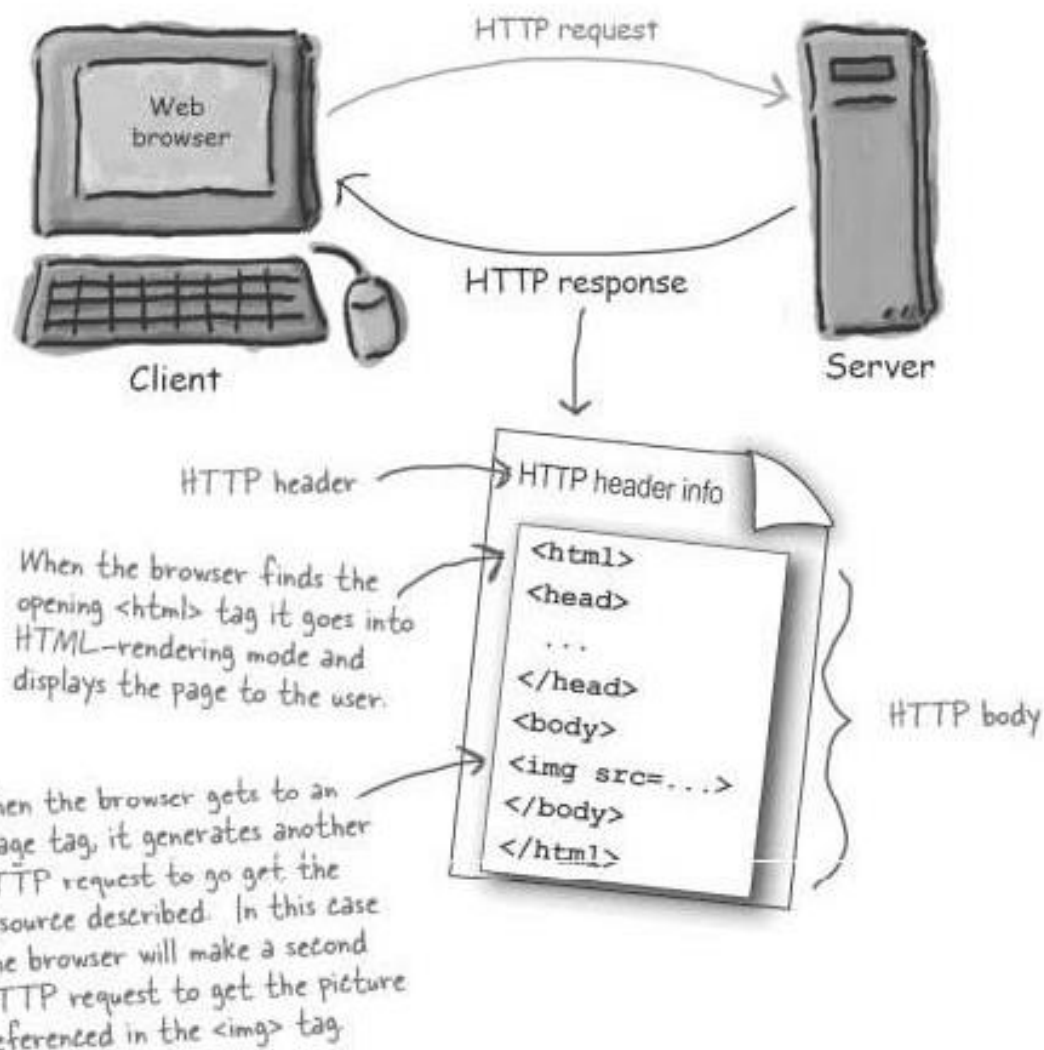 HTTP request
Web
browser
HTTP response
Client
Server
HTTP header
HTTP header info
When the browser finds the
opening <html> tag it goes into
HTML-rendering mode and
displays the page to the user.
<html>
<head>
...
</head>
<body>
<img src=...>
</body>
</html>
HTTP body
the browser gets to an
tag, it generates another
request to go get the
described. In this case
browser will make a second
request to get the picture
in the <img> tag.